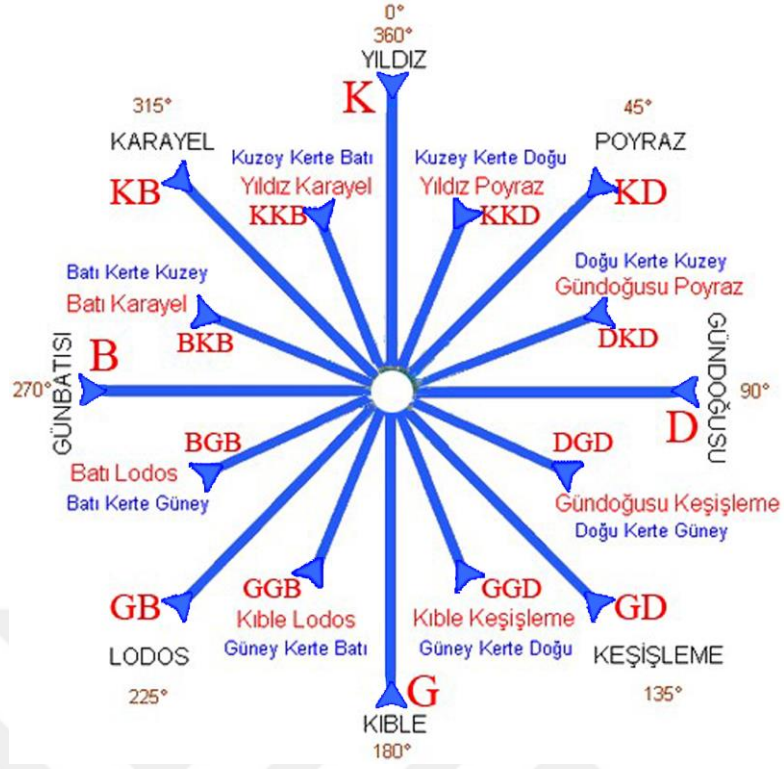 0°
360°
YILDIZ
K
315°
KARAYEL
KB
45°
POYRAZ
KD
Kuzey Kerte Batı
Yıldız Karayel
KKB
Kuzey Kerte Doğu
Yıldız Poyraz
KKD
Batı Kerte Kuzey
Batı Karayel
BKB
Doğu Kerte Kuzey
Gündoğusu Poyraz
DKD
270°
GÜNBATISI
B
GÜNDOĞUSU
D
90°
BGB
Batı Lodos
Batı Kerte Güney
DGD
Gündoğusu Keşişleme
Doğu Kerte Güney
GGB
Kıble Lodos
Güney Kerte Batı
GGD
Kıble Keşişleme
Güney Kerte Doğu
GB
LODOS
225°
GD
KEŞİŞLEME
135°
G
KIBLE
180°